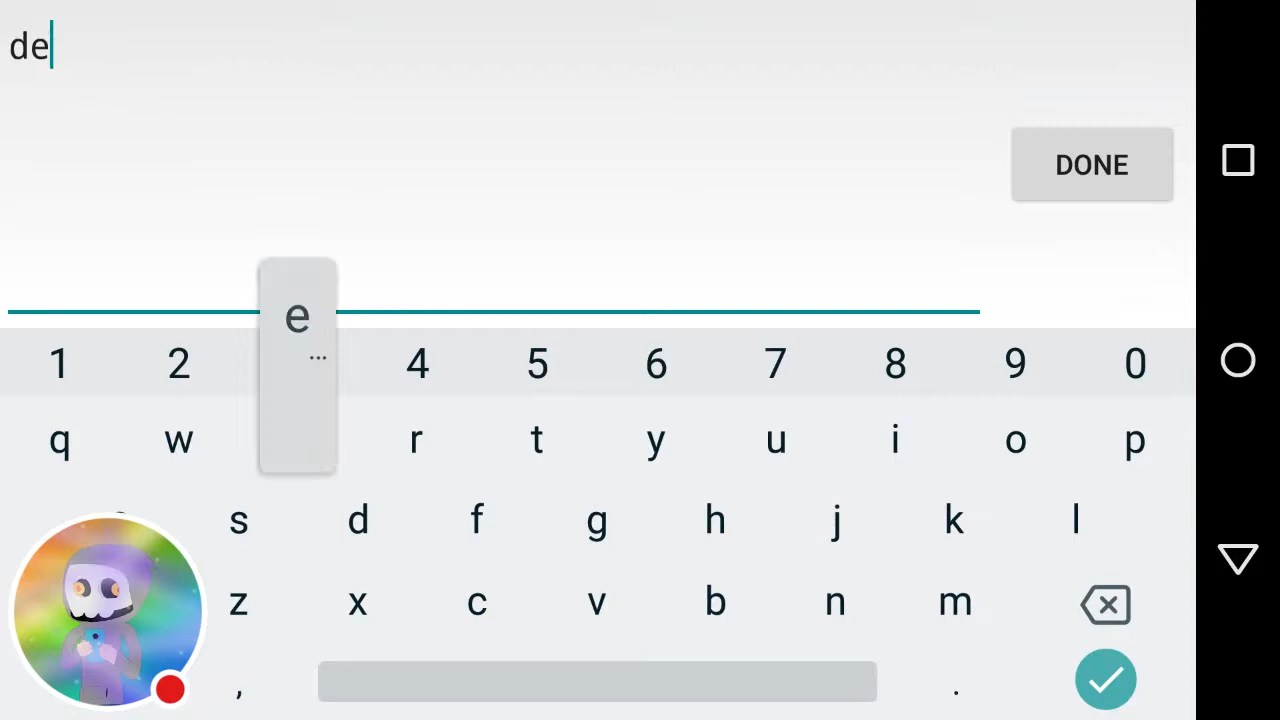 de
DONE
e
...
1 2 4 5 6 7 8 9 0
q w r t y u i o p
s d f g h j k l
z x c v b n m
, .